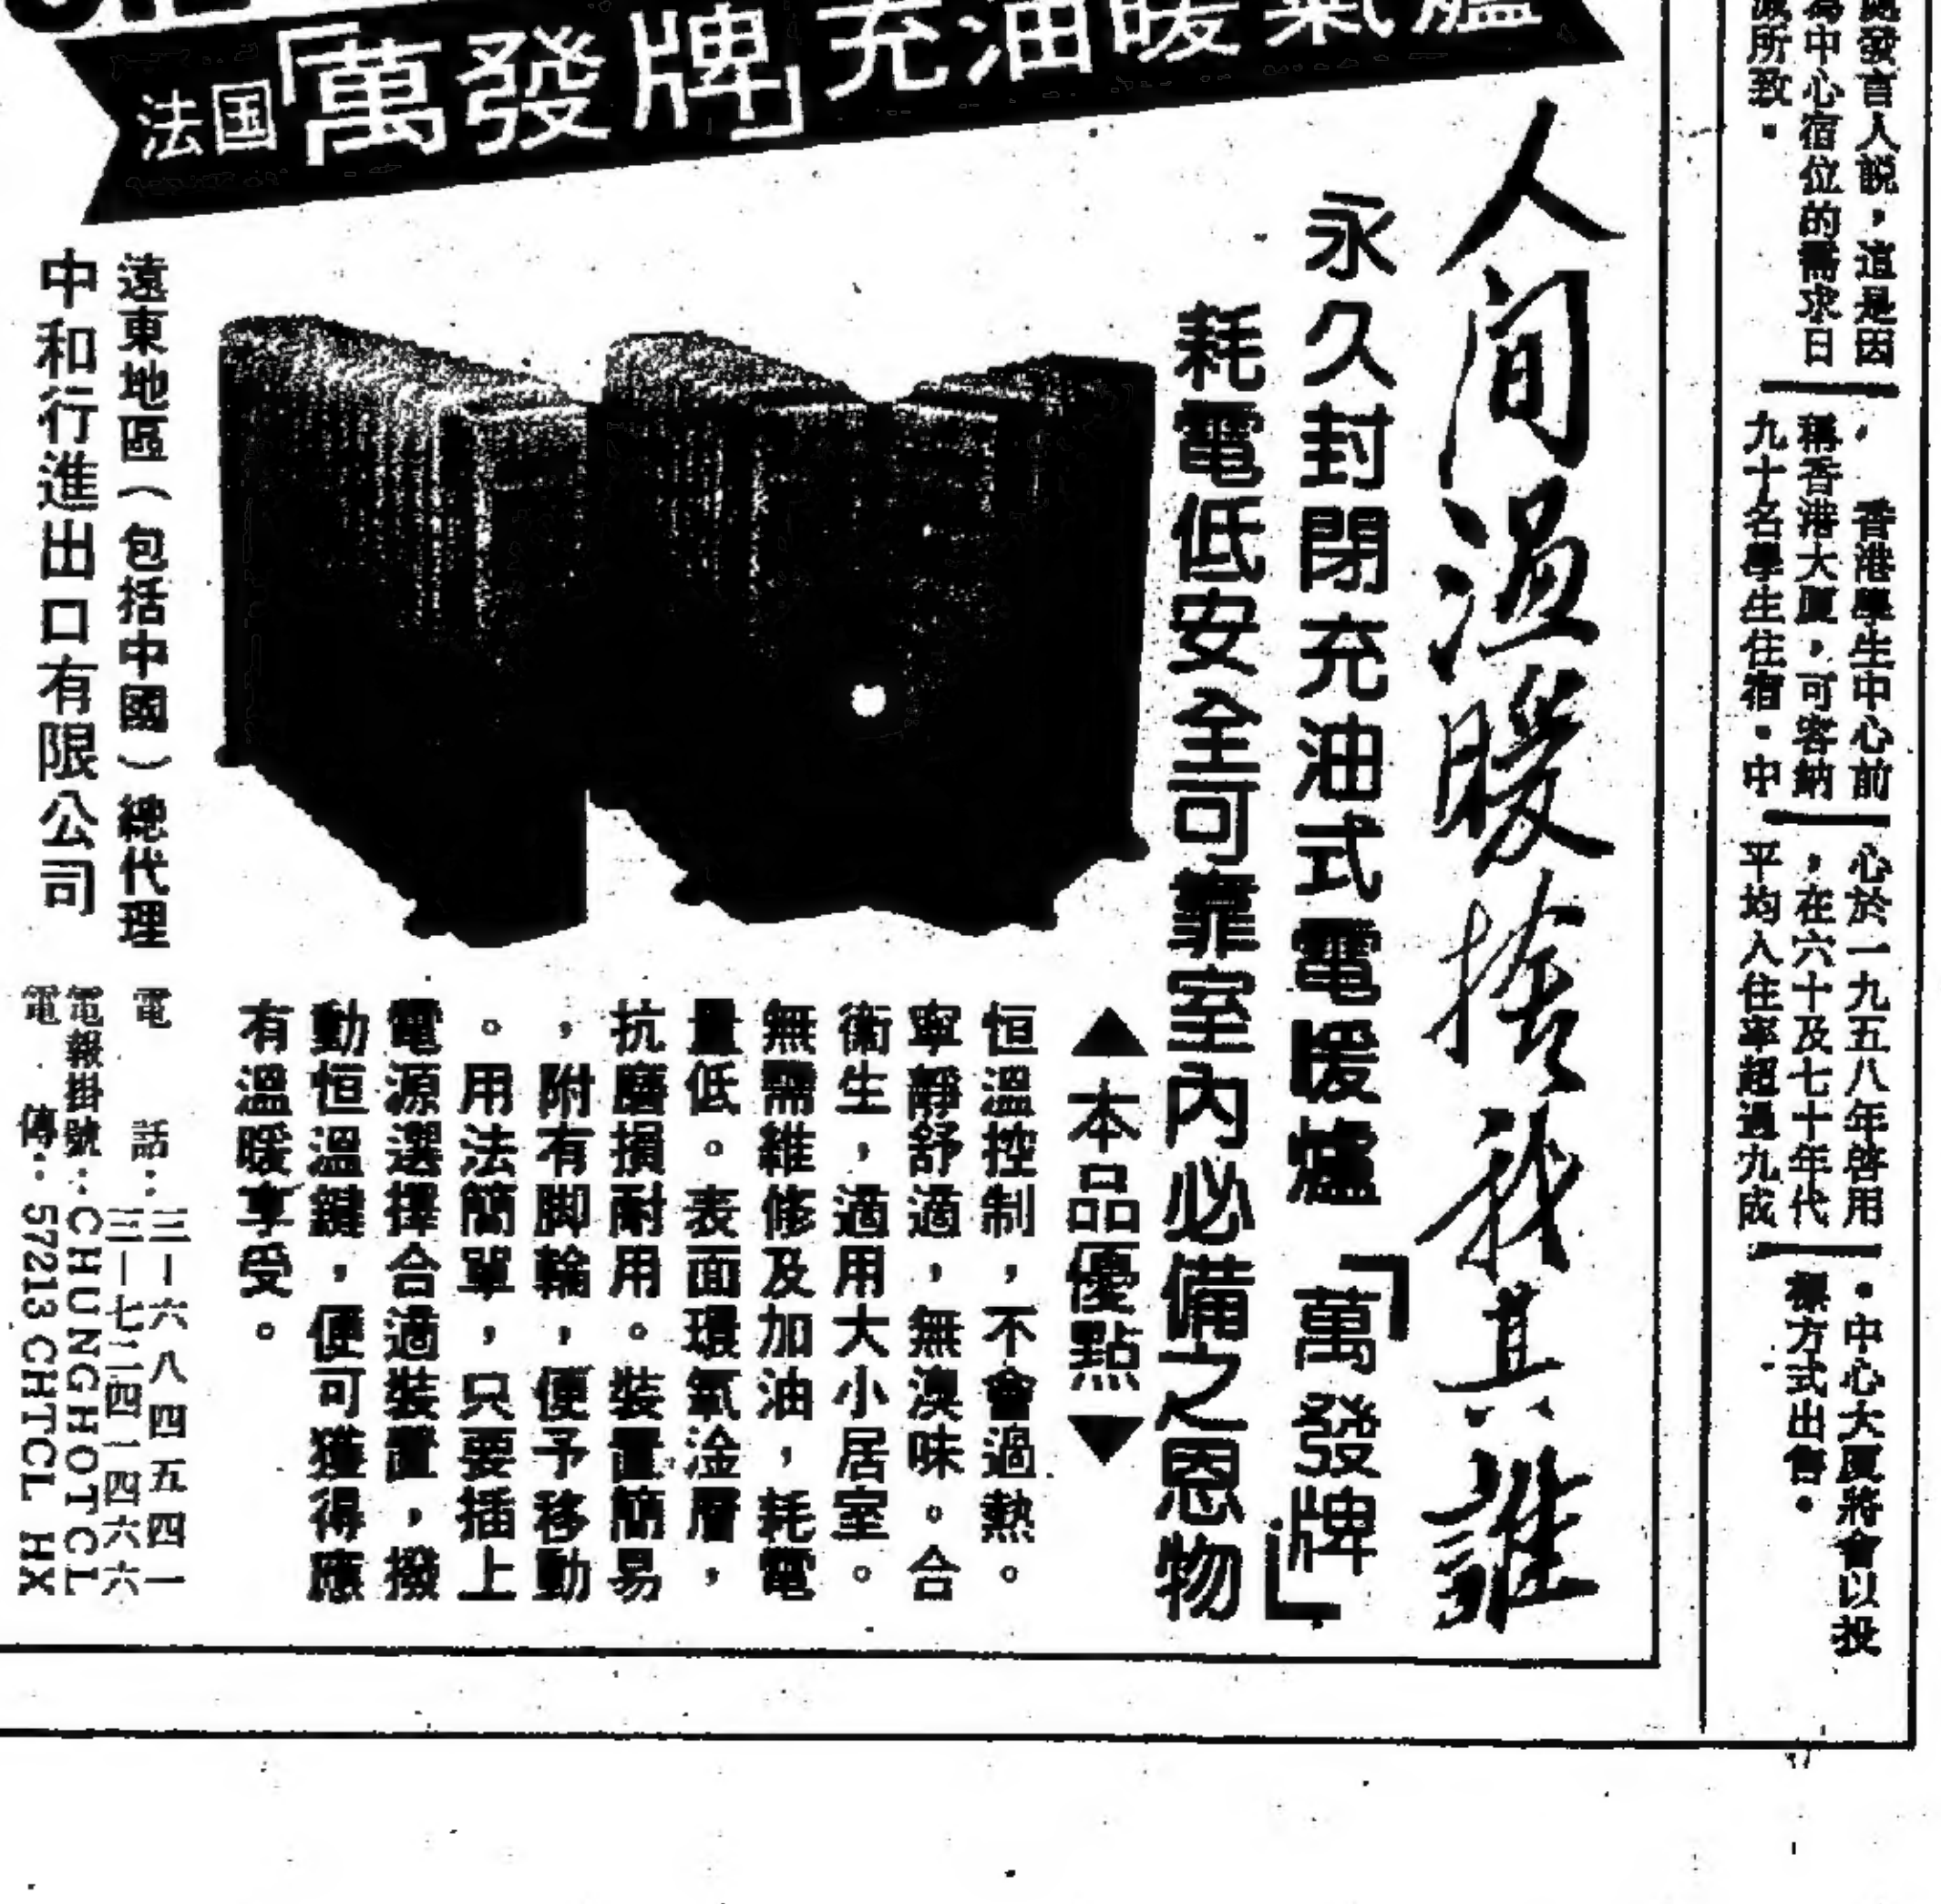 法国「萬發牌」充油暖氣爐
人间温暖捨我其誰
永久封閉充油式電暖爐「萬發牌」
耗電低安全可靠室內必備之恩物
▲本品優點▼
恒溫控制,不會過熱。
寧靜舒適,無澳味。合
衛生,適用大小居室。
無需維修及加油,耗電
量低。表面環氧淦層,
抗磨損耐用。裝置簡易
,附有脚輪,便予移動
。用法簡單,只要插上
電源選擇合適裝置,撥
動恒溫鍵,便可獲得應
有溫暖享受。
遠東地區(包括中國)總代理
中和行進出口有限公司
電話:三—六八四五四一
三—七二四一四六六
電報掛號:CHUNGHOTCL
電傳:57213 CHTCL HX
發言人說,這是因
為中心宿位的需求日
所致。
香港學生中心前
稱香港大廈,可容納
九十名學生住宿。中
心於一九五八年啓用
,在六十及七十年代
平均入住率超過九成
。中心大廈將會以投
標方式出售。